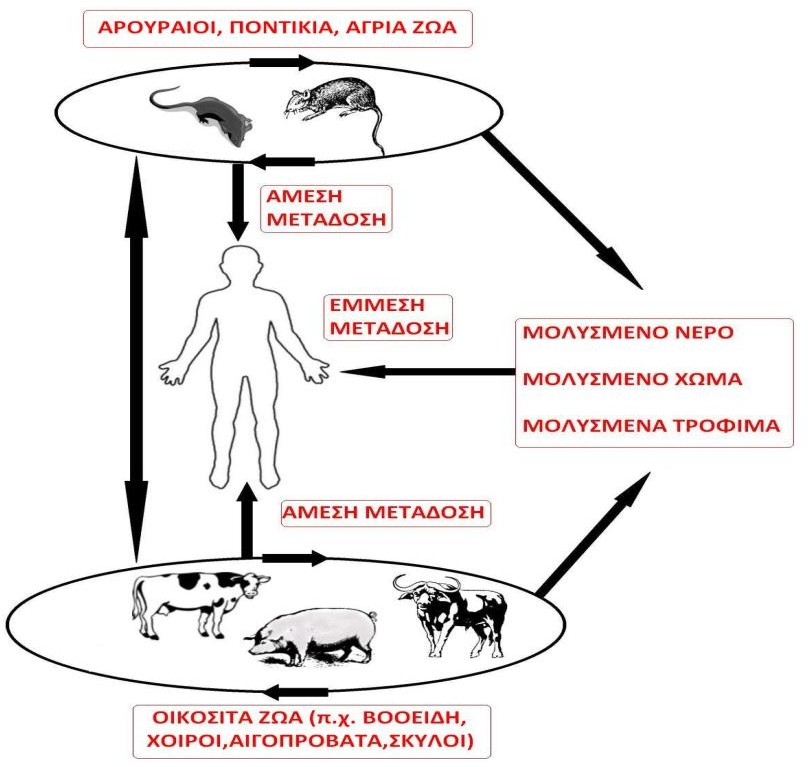 ΑΡΟΥΡΑΙΟΙ, ΠΟΝΤΙΚΙΑ, ΑΓΡΙΑ ΖΩΑ
ΑΜΕΣΗ
ΜΕΤΑΔΟΣΗ
ΕΜΜΕΣΗ
ΜΕΤΑΔΟΣΗ
ΜΟΛΥΣΜΕΝΟ ΝΕΡΟ
ΜΟΛΥΣΜΕΝΟ ΧΩΜΑ
ΜΟΛΥΣΜΕΝΑ ΤΡΟΦΙΜΑ
ΑΜΕΣΗ ΜΕΤΑΔΟΣΗ
ΟΙΚΟΣΙΤΑ ΖΩΑ (π.χ. ΒΟΟΕΙΔΗ,
ΧΟΙΡΟΙ,ΑΙΓΟΠΡΟΒΑΤΑ,ΣΚΥΛΟΙ)